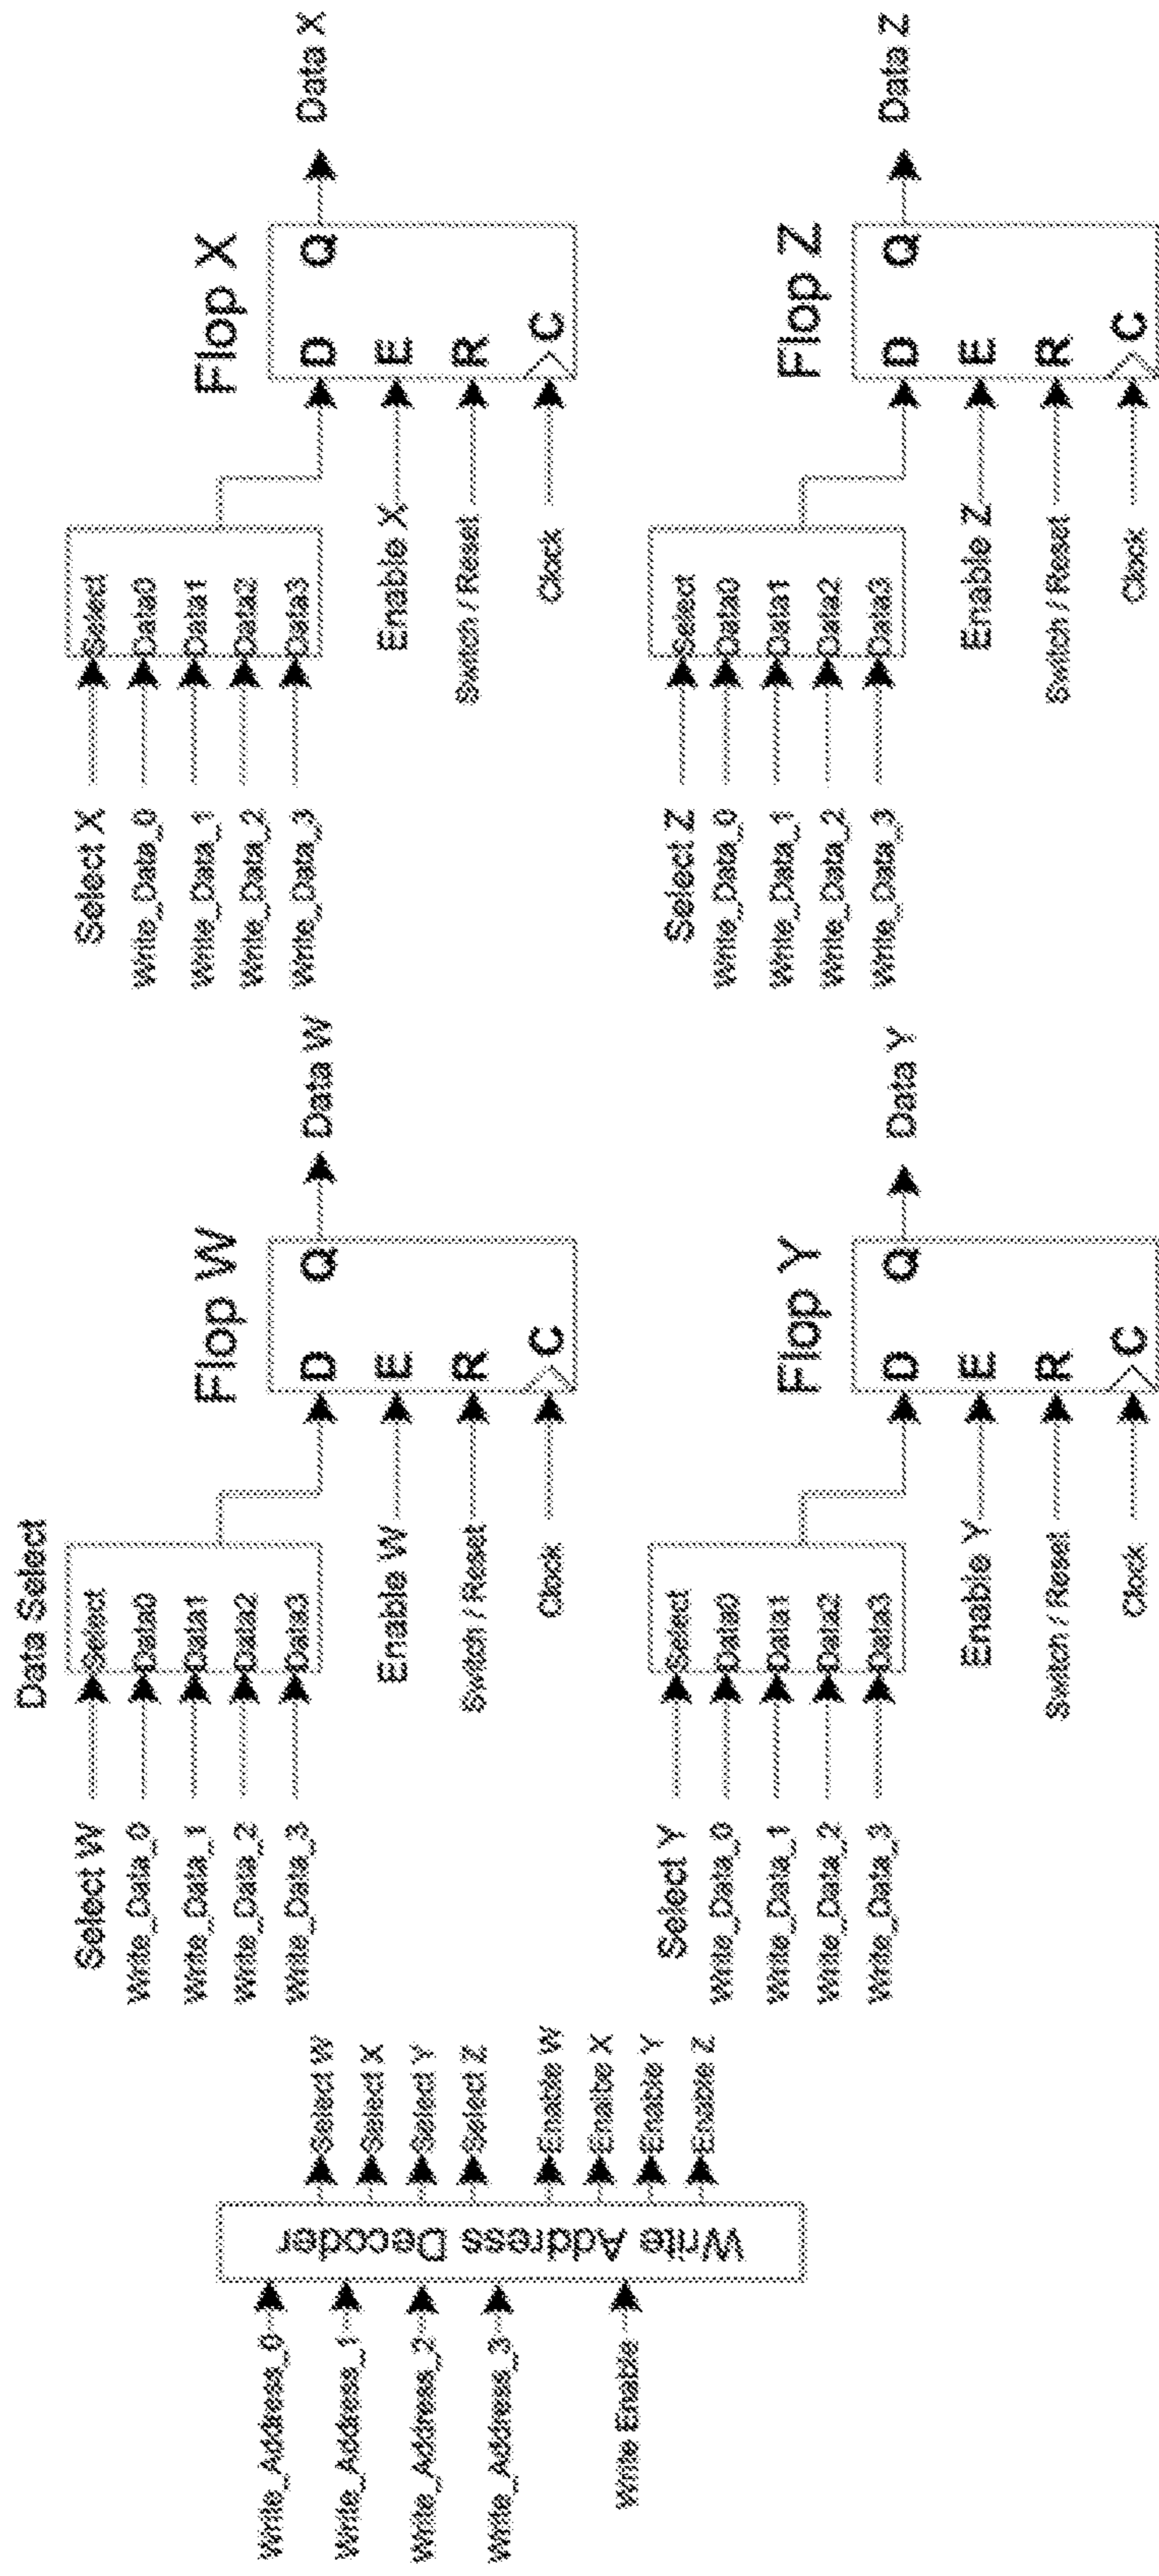 Write_Address_0
Write_Address_1
Write_Address_2
Write_Address_3
Write Enable
Write Address Decoder
Select W
Select X
Select Y
Select Z
Enable W
Enalbe X
Enable Y
Enable Z
Data Select
Select W
Write_Data_0
Write_Data_1
Write_Data_2
Write_Data_3
Select
Data0
Data1
Data2
Data3
Enable W
Switch / Reset
Clock
Flop W
D
Q
E
R
C
Data W
Select X
Write_Data_0
Write_Data_1
Write_Data_2
Write_Data_3
Select
Data0
Data1
Data2
Data3
Enable X
Switch / Reset
Clock
Flop X
D
Q
E
R
C
Data X
Select Y
Write_Data_0
Write_Data_1
Write_Data_2
Write_Data_3
Select
Data0
Data1
Data2
Data3
Enable Y
Switch / Reset
Clock
Flop Y
D
Q
E
R
C
Data Y
Select Z
Write_Data_0
Write_Data_1
Write_Data_2
Write_Data_3
Select
Data0
Data1
Data2
Data3
Enable Z
Switch / Reset
Clock
Flop Z
D
Q
E
R
C
Data Z